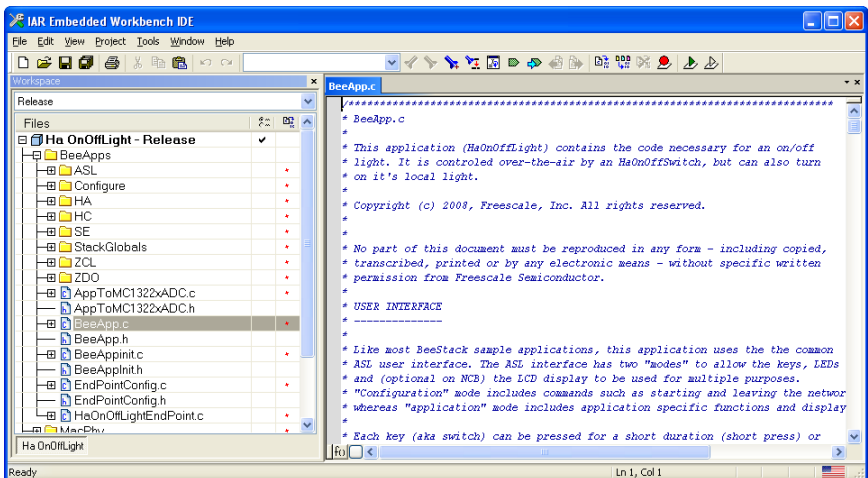 IAR Embedded Workbench IDE
File Edit View Project Tools Window Help
Workspace
Release
Files
Ha OnOffLight - Release
BeeApps
ASL
Configure
HA
HC
SE
StackGlobals
ZCL
ZDO
AppToMC1322xADC.c
AppToMC1322xADC.h
BeeApp.c
BeeApp.h
BeeAppinit.c
BeeAppInit.h
EndPointConfig.c
EndPointConfig.h
HaOnOffLightEndPoint.c
MacPhy
Ha OnOffLight
BeeApp.c
/******************************************************************************
* BeeApp.c
*
* This application (HaOnOffLight) contains the code necessary for an on/off
* light. It is controled over-the-air by an HaOnOffSwitch, but can also turn
* on it's local light.
*
* Copyright (c) 2008, Freescale, Inc. All rights reserved.
*
*
* No part of this document must be reproduced in any form - including copied,
* transcribed, printed or by any electronic means - without specific written
* permission from Freescale Semiconductor.
*
* USER INTERFACE
* --------------
*
* Like most BeeStack sample applications, this application uses the the common
* ASL user interface. The ASL interface has two "modes" to allow the keys, LEDs
* and (optional on NCB) the LCD display to be used for multiple purposes.
* "Configuration" mode includes commands such as starting and leaving the networ
* whereas "application" mode includes application specific functions and display
*
* Each key (aka switch) can be pressed for a short duration (short press) or
Ready
Ln 1, Col 1